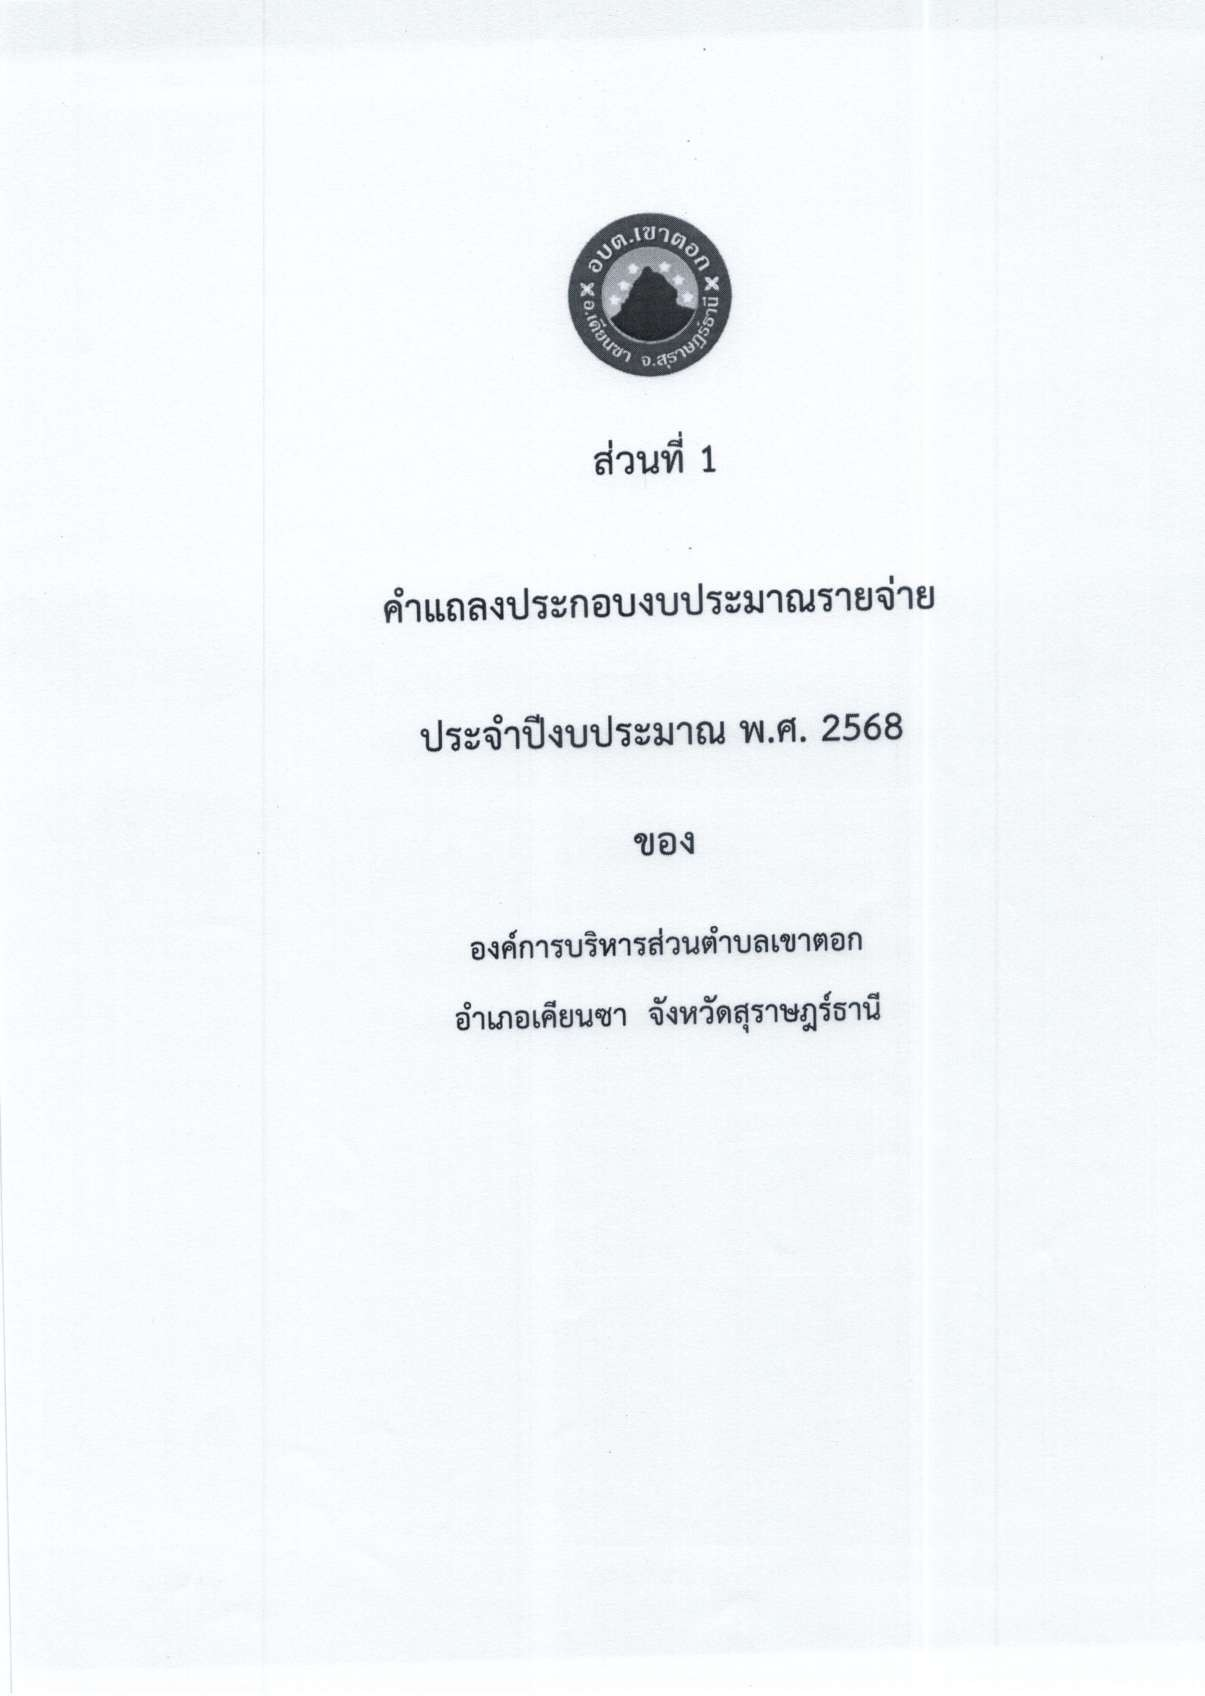 อบต.เขาตอก
อ.เคียนซา จ.สุราษฎร์ธานี
ส่วนที่ 1
คำแถลงประกอบงบประมาณรายจ่าย
ประจำปีงบประมาณ พ.ศ. 2568
ของ
องค์การบริหารส่วนตำบลเขาตอก
อำเภอเคียนซา จังหวัดสุราษฎร์ธานี